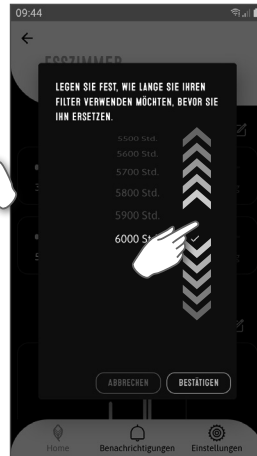 09:44
ESSZIMMER
LEGEN SIE FEST, WIE LANGE SIE IHREN
FILTER VERWENDEN MÖCHTEN, BEVOR SIE
IHN ERSETZEN.
5500 Std.
5600 Std.
5700 Std.
5800 Std.
5900 Std.
6000
ABBRECHEN
BESTÄTIGEN
Home
Benachrichtigungen
Einstellungen